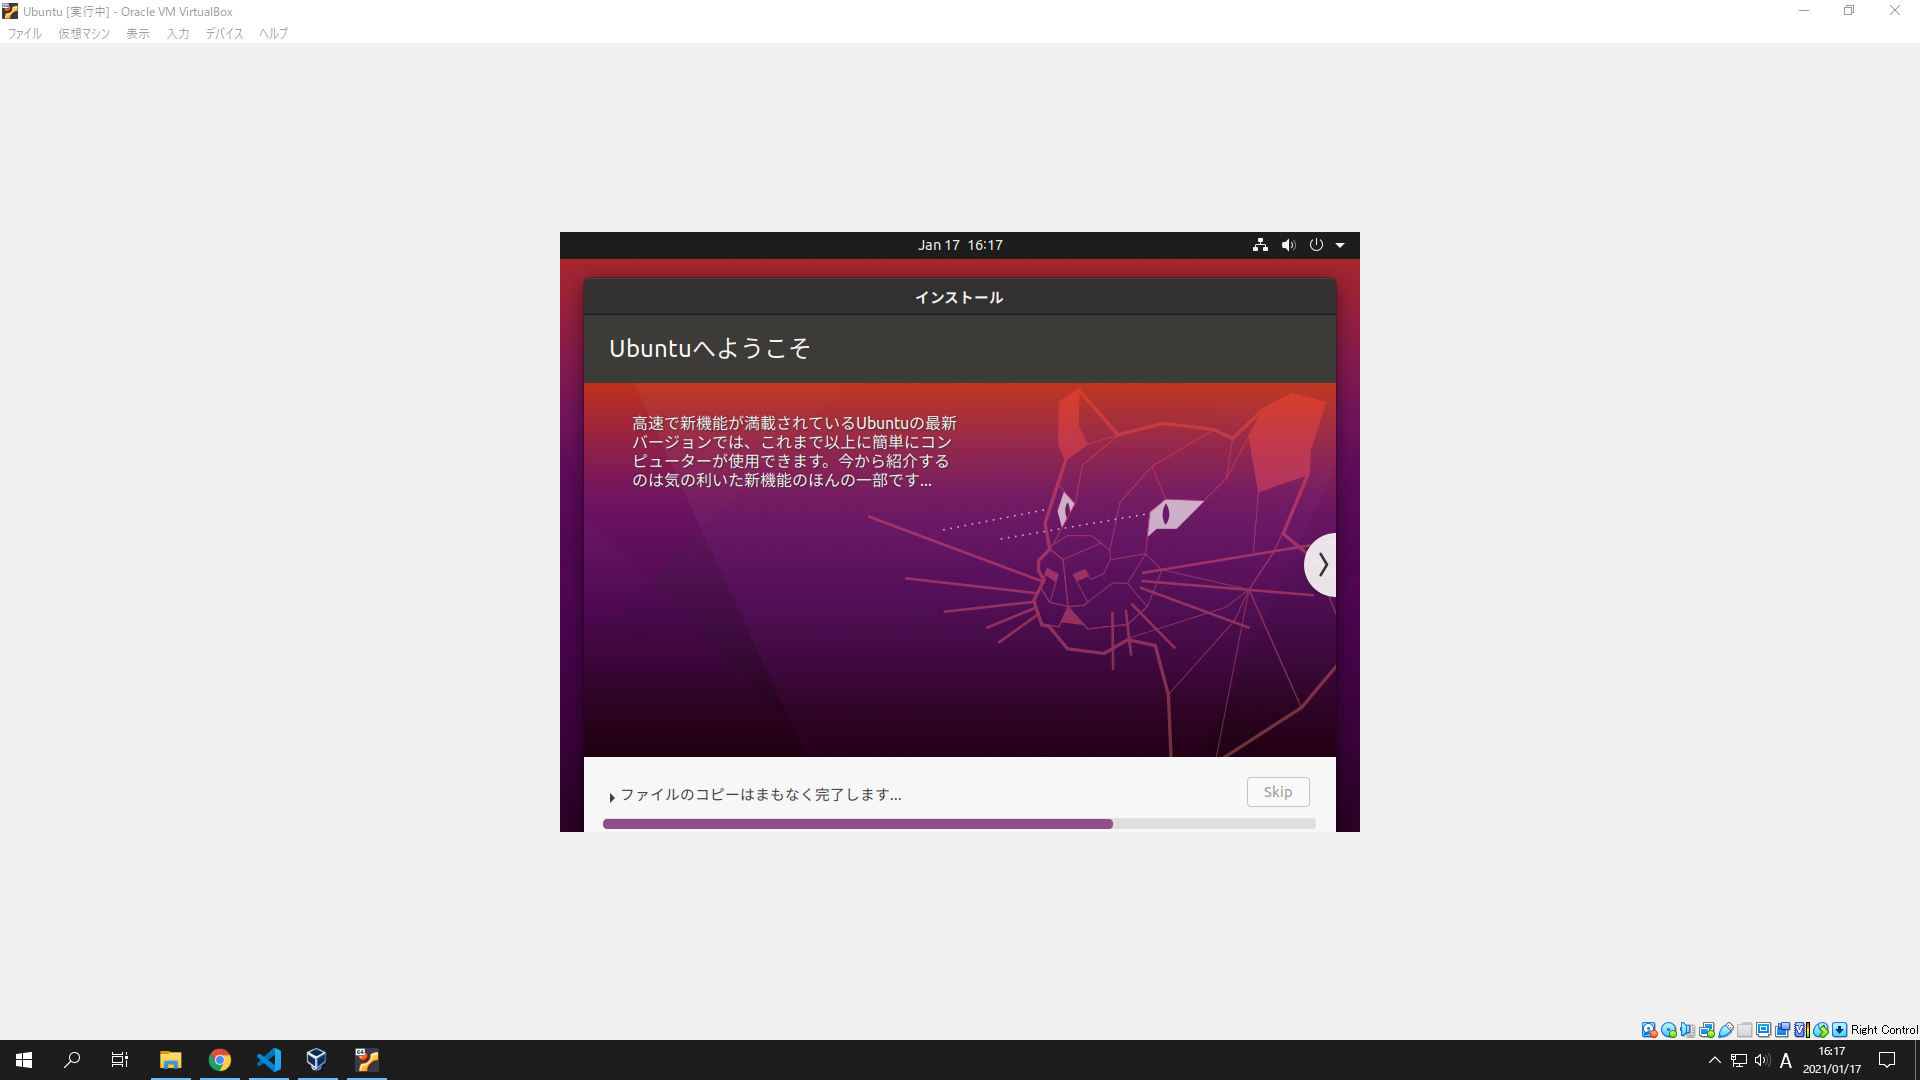 Ubuntu [実行中] - Oracle VM VirtualBox
ファイル 仮想マシン 表示 入力 デバイス ヘルプ
Jan 17 16:17
インストール
Ubuntuへようこそ
高速で新機能が満載されているUbuntuの最新
バージョンでは、これまで以上に簡単にコン
ピューターが使用できます。今から紹介する
のは気の利いた新機能のほんの一部です...
ファイルのコピーはまもなく完了します...
Skip
Right Control
A
16:17
2021/01/17